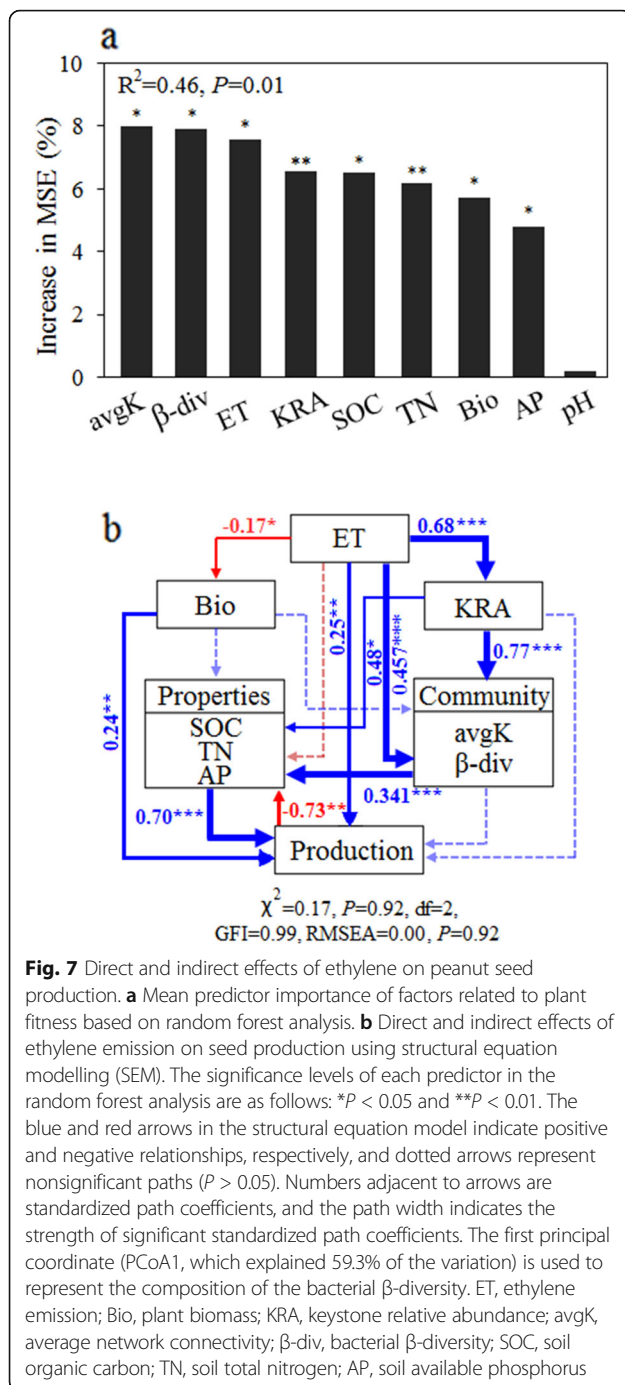 a
R²=0.46, P=0.01
Increase in MSE (%)
10
8
6
4
2
0
* * * ** * ** * *
avgK β-div ET KRA SOC TN Bio AP pH
b
ET
-0.17*
0.68***
Bio
KRA
0.25**
0.48*
0.457***
0.77***
0.24**
Properties
SOC
TN
AP
Community
avgK
β-div
0.70***
-0.73**
0.341***
Production
χ²=0.17, P=0.92, df=2,
GFI=0.99, RMSEA=0.00, P=0.92
Fig. 7 Direct and indirect effects of ethylene on peanut seed
production. a Mean predictor importance of factors related to plant
fitness based on random forest analysis. b Direct and indirect effects of
ethylene emission on seed production using structural equation
modelling (SEM). The significance levels of each predictor in the
random forest analysis are as follows: *P < 0.05 and **P < 0.01. The
blue and red arrows in the structural equation model indicate positive
and negative relationships, respectively, and dotted arrows represent
nonsignificant paths (P > 0.05). Numbers adjacent to arrows are
standardized path coefficients, and the path width indicates the
strength of significant standardized path coefficients. The first principal
coordinate (PCoA1, which explained 59.3% of the variation) is used to
represent the composition of the bacterial β-diversity. ET, ethylene
emission; Bio, plant biomass; KRA, keystone relative abundance; avgK,
average network connectivity; β-div, bacterial β-diversity; SOC, soil
organic carbon; TN, soil total nitrogen; AP, soil available phosphorus